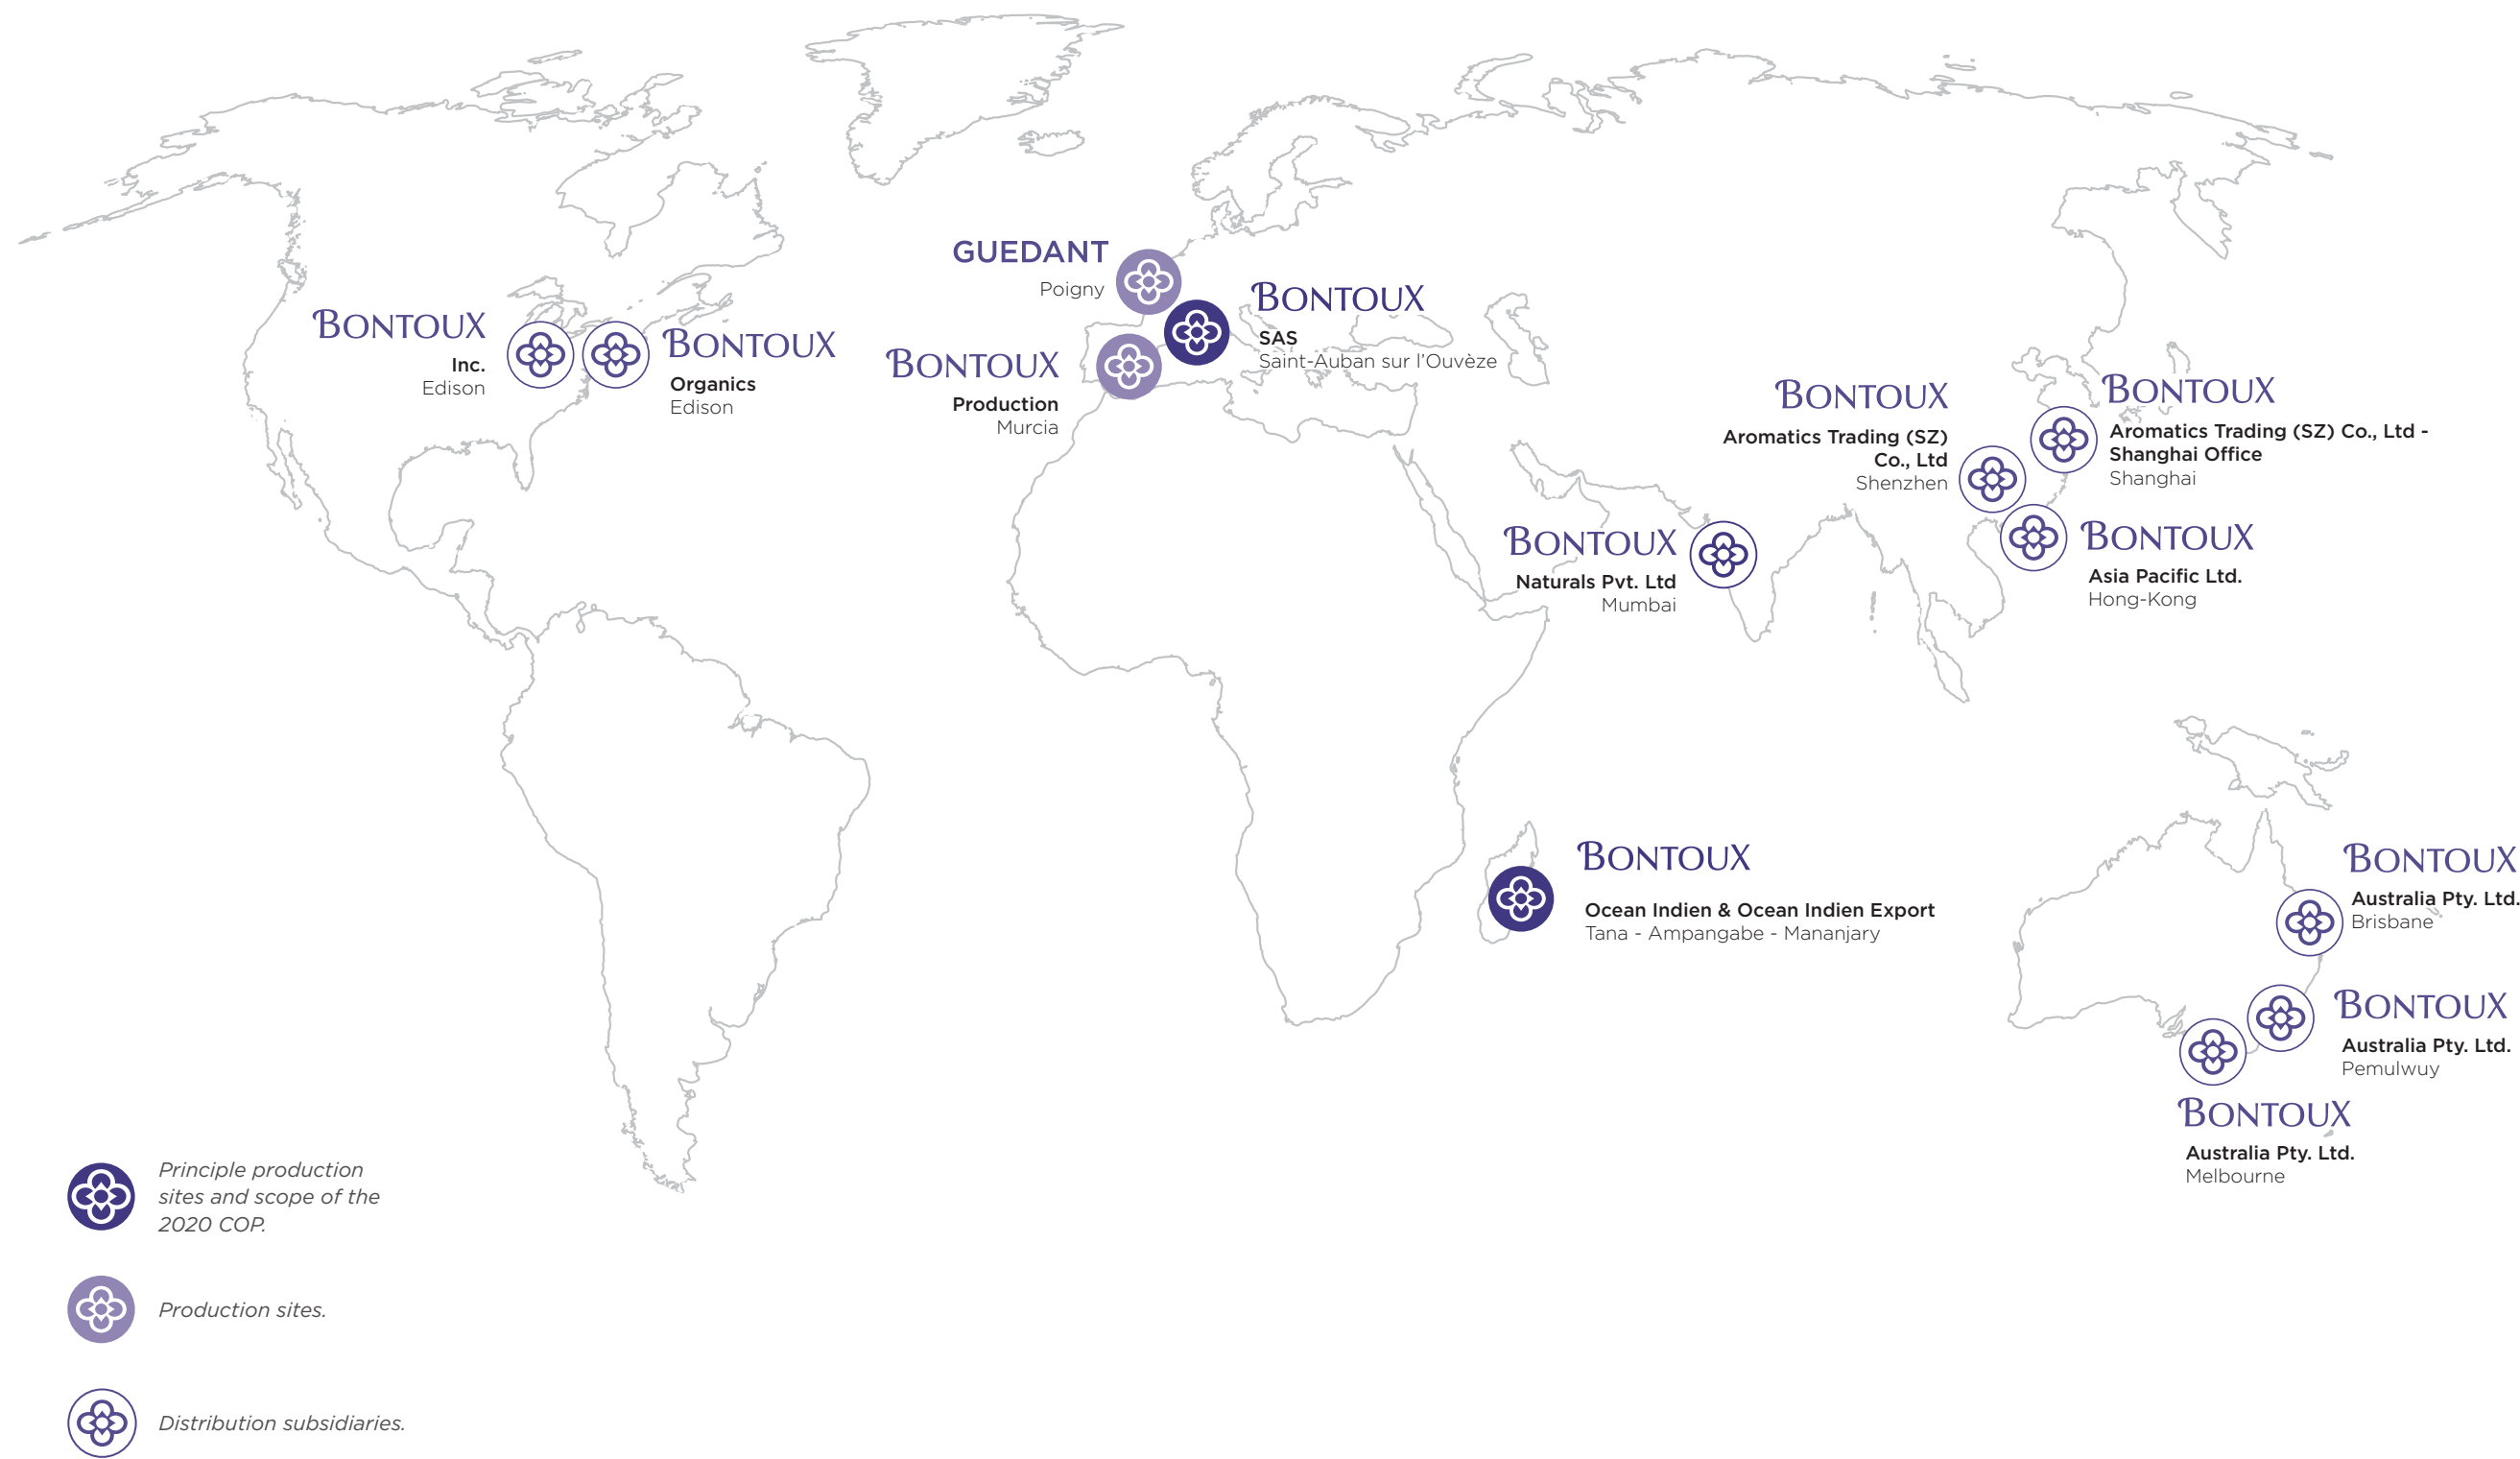 GUEDANT
Poigny
BONTOUX
SAS
Saint-Auban sur l'Ouvèze
BONTOUX
Inc.
Edison
BONTOUX
Organics
Edison
BONTOUX
Production
Murcia
BONTOUX
Aromatics Trading (SZ)
Co., Ltd
Shenzhen
BONTOUX
Aromatics Trading (SZ) Co., Ltd -
Shanghai Office
Shanghai
BONTOUX
Naturals Pvt. Ltd
Mumbai
BONTOUX
Asia Pacific Ltd.
Hong-Kong
BONTOUX
Ocean Indien & Ocean Indien Export
Tana - Ampangabe - Mananjary
BONTOUX
Australia Pty. Ltd.
Brisbane
BONTOUX
Australia Pty. Ltd.
Pemulwuy
BONTOUX
Australia Pty. Ltd.
Melbourne
Principle production
sites and scope of the
2020 COP.
Production sites.
Distribution subsidiaries.